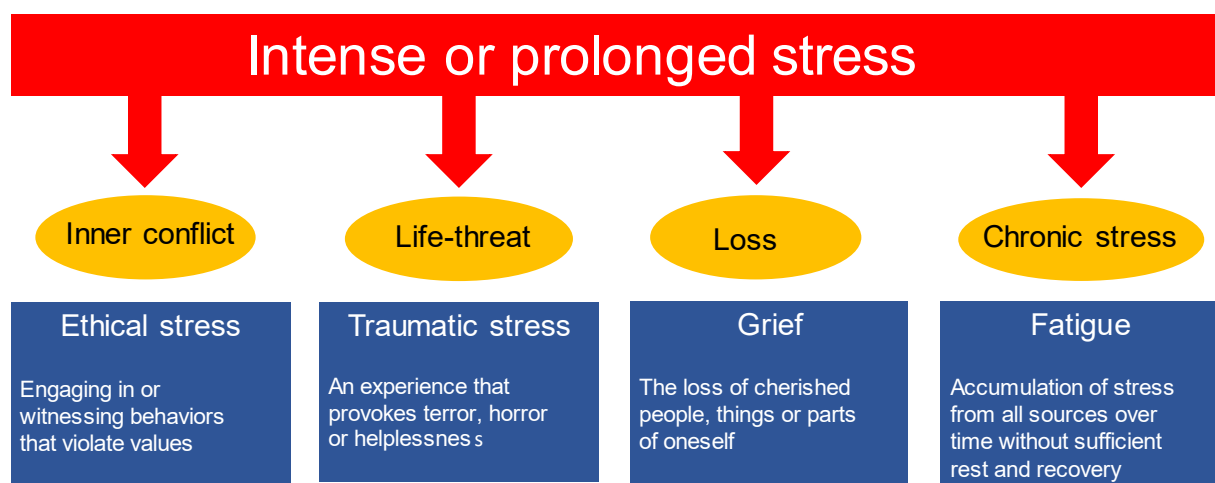 Intense or prolonged stress
Inner conflict
Life-threat
Loss
Chronic stress
Ethical stress
Engaging in or
witnessing behaviors
that violate values
Traumatic stress
An experience that
provokes terror, horror
or helplessness
Grief
The loss of cherished
people, things or parts
of oneself
Fatigue
Accumulation of stress
from all sources over
time without sufficient
rest and recovery